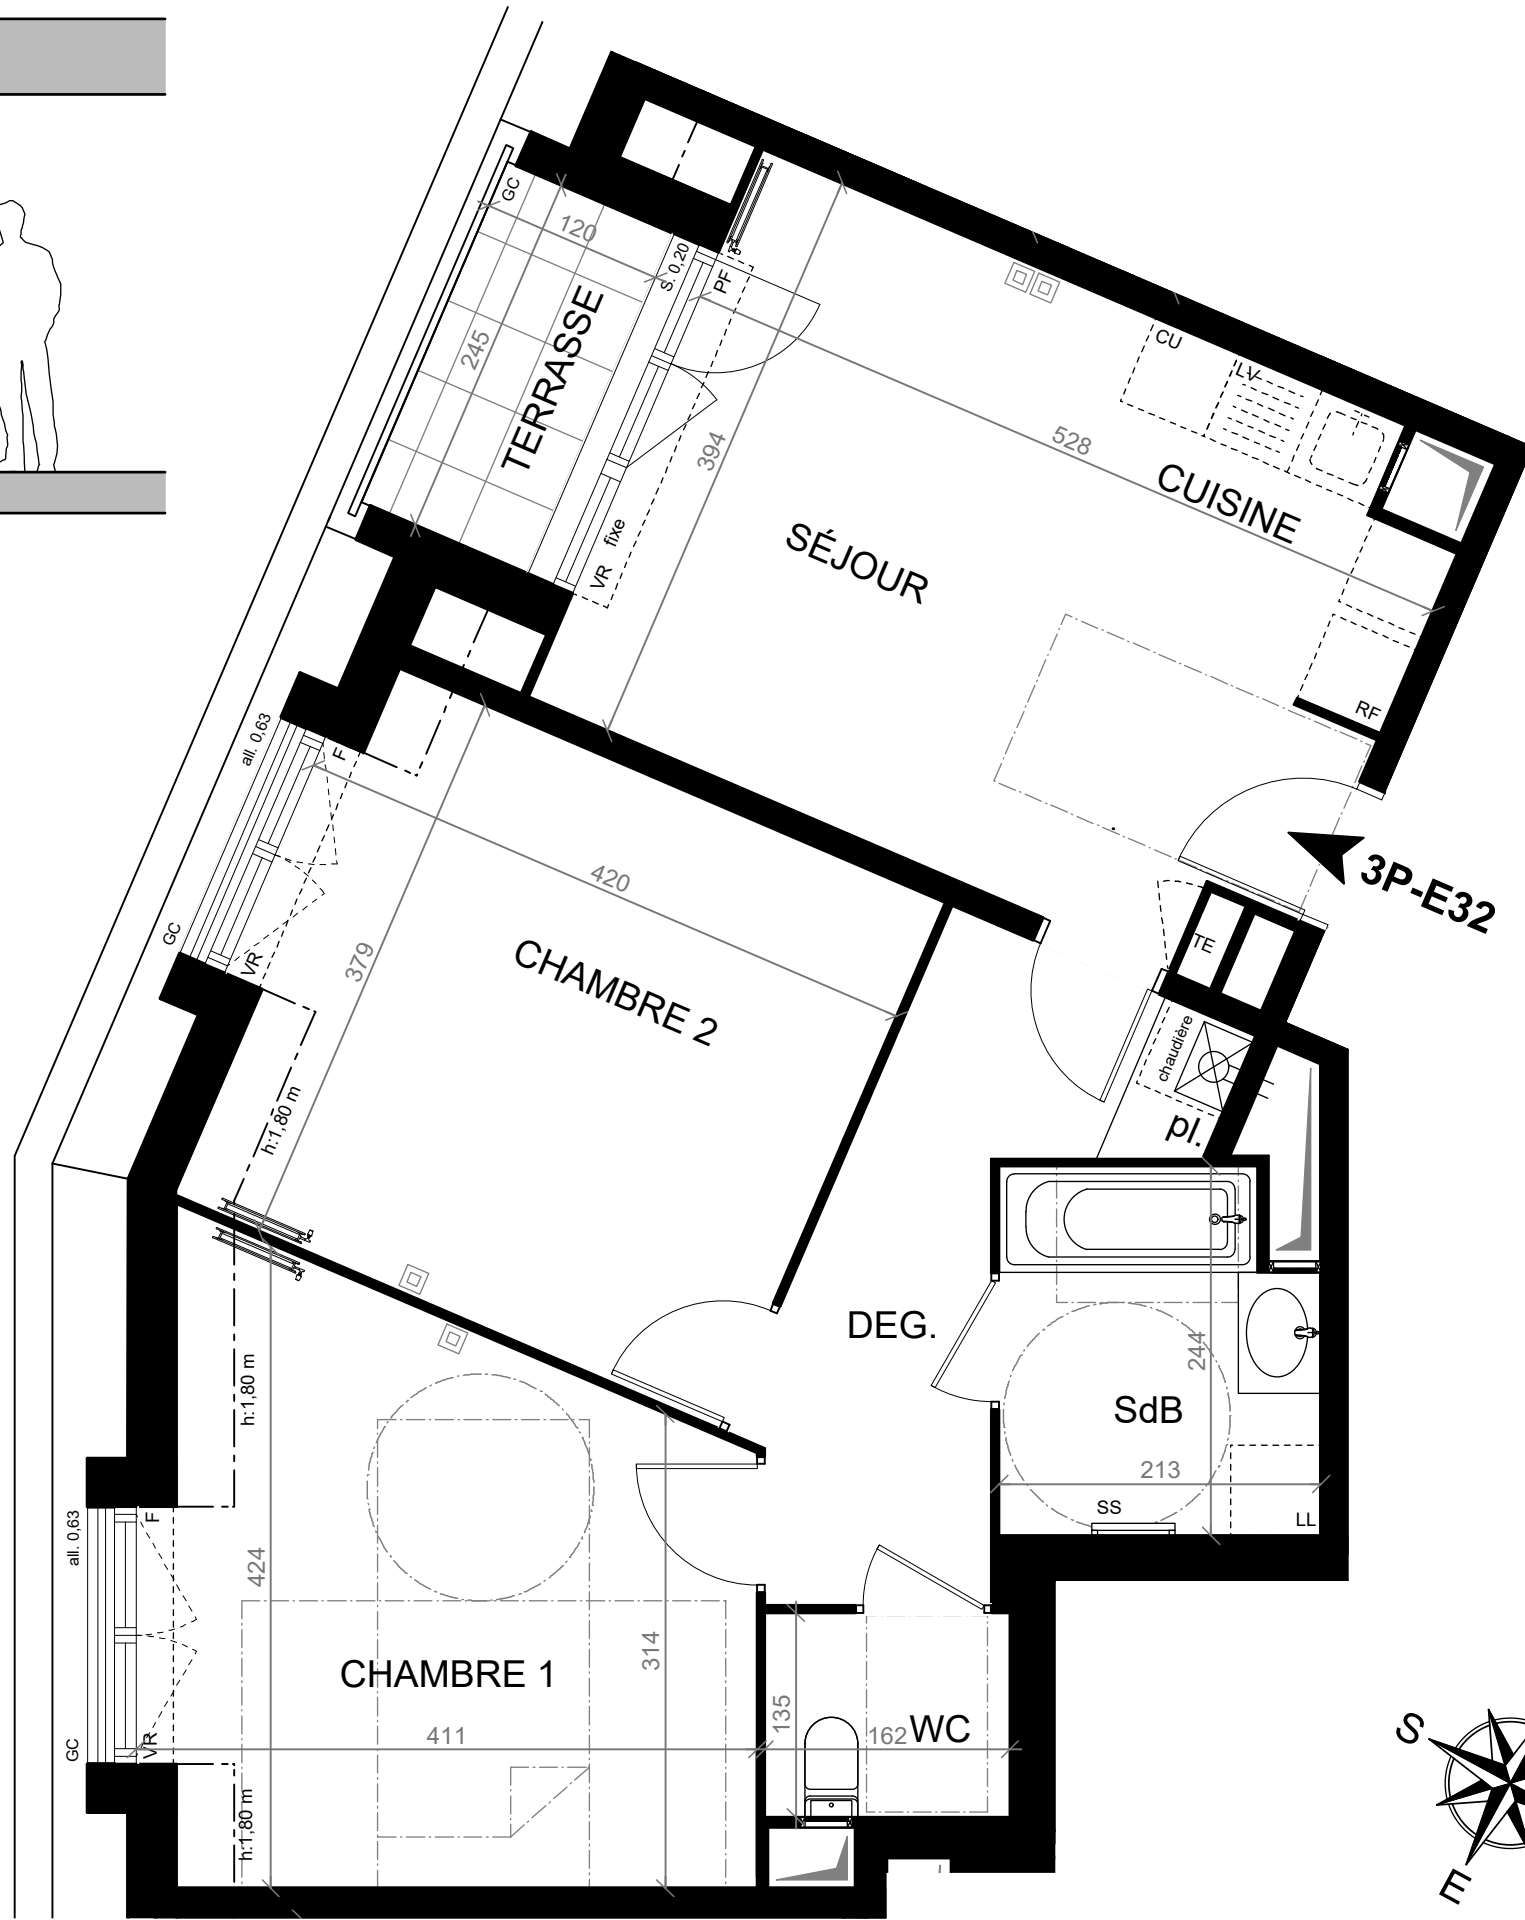 GC
120
S. 0,20
PF
245
TERRASSE
394
VR
fixe
528
CU
LV
CUISINE
SÉJOUR
RF
3P-E32
all. 0,63
F
GC
VR
420
379
CHAMBRE 2
h:1,80 m
TE
chaudière
pl.
DEG.
244
SdB
213
SS
LL
h:1,80 m
all. 0,63
F
GC
VR
424
314
CHAMBRE 1
411
h:1,80 m
135
162
WC
S
E